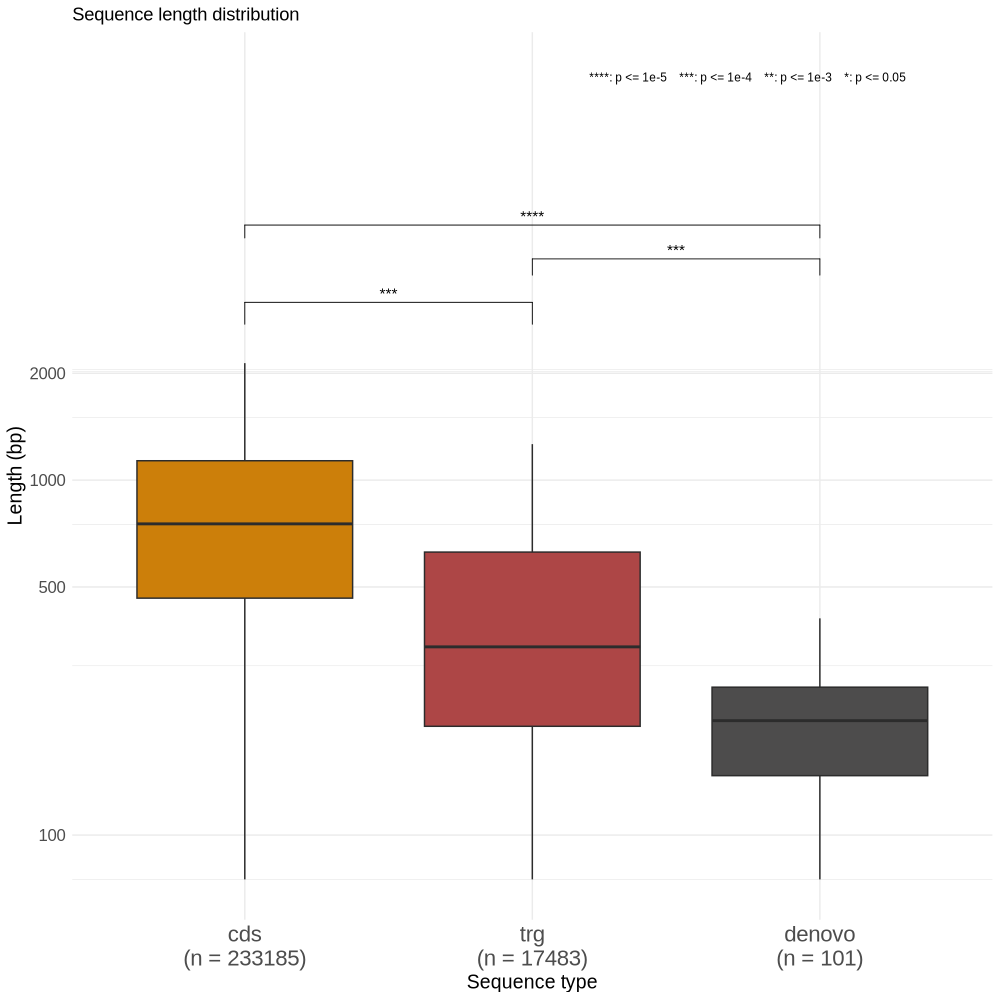 Sequence length distribution
****: p <= 1e-5    ***: p <= 1e-4    **: p <= 1e-3    *: p <= 0.05
****
***
***
2000
1000
500
100
Length (bp)
cds
(n = 233185)
trg
(n = 17483)
denovo
(n = 101)
Sequence type